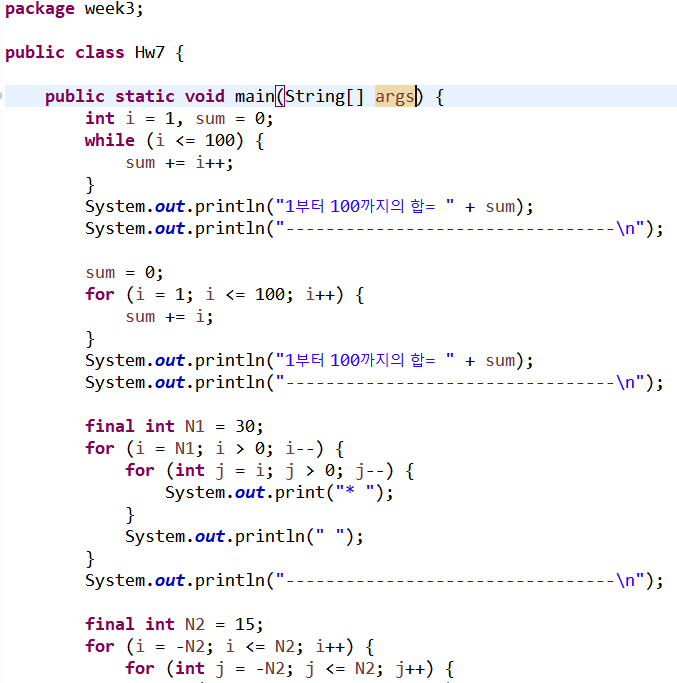 package week3;
public class Hw7 {
public static void main(String[] args) {
int i = 1, sum = 0;
while (i <= 100) {
sum += i++;
}
System.out.println("1부터 100까지의 합= " + sum);
System.out.println("---------------------------------\n");
sum = 0;
for (i = 1; i <= 100; i++) {
sum += i;
}
System.out.println("1부터 100까지의 합= " + sum);
System.out.println("---------------------------------\n");
final int N1 = 30;
for (i = N1; i > 0; i--) {
for (int j = i; j > 0; j--) {
System.out.print("* ");
}
System.out.println(" ");
}
System.out.println("---------------------------------\n");
final int N2 = 15;
for (i = -N2; i <= N2; i++) {
for (int j = -N2; j <= N2; j++) {